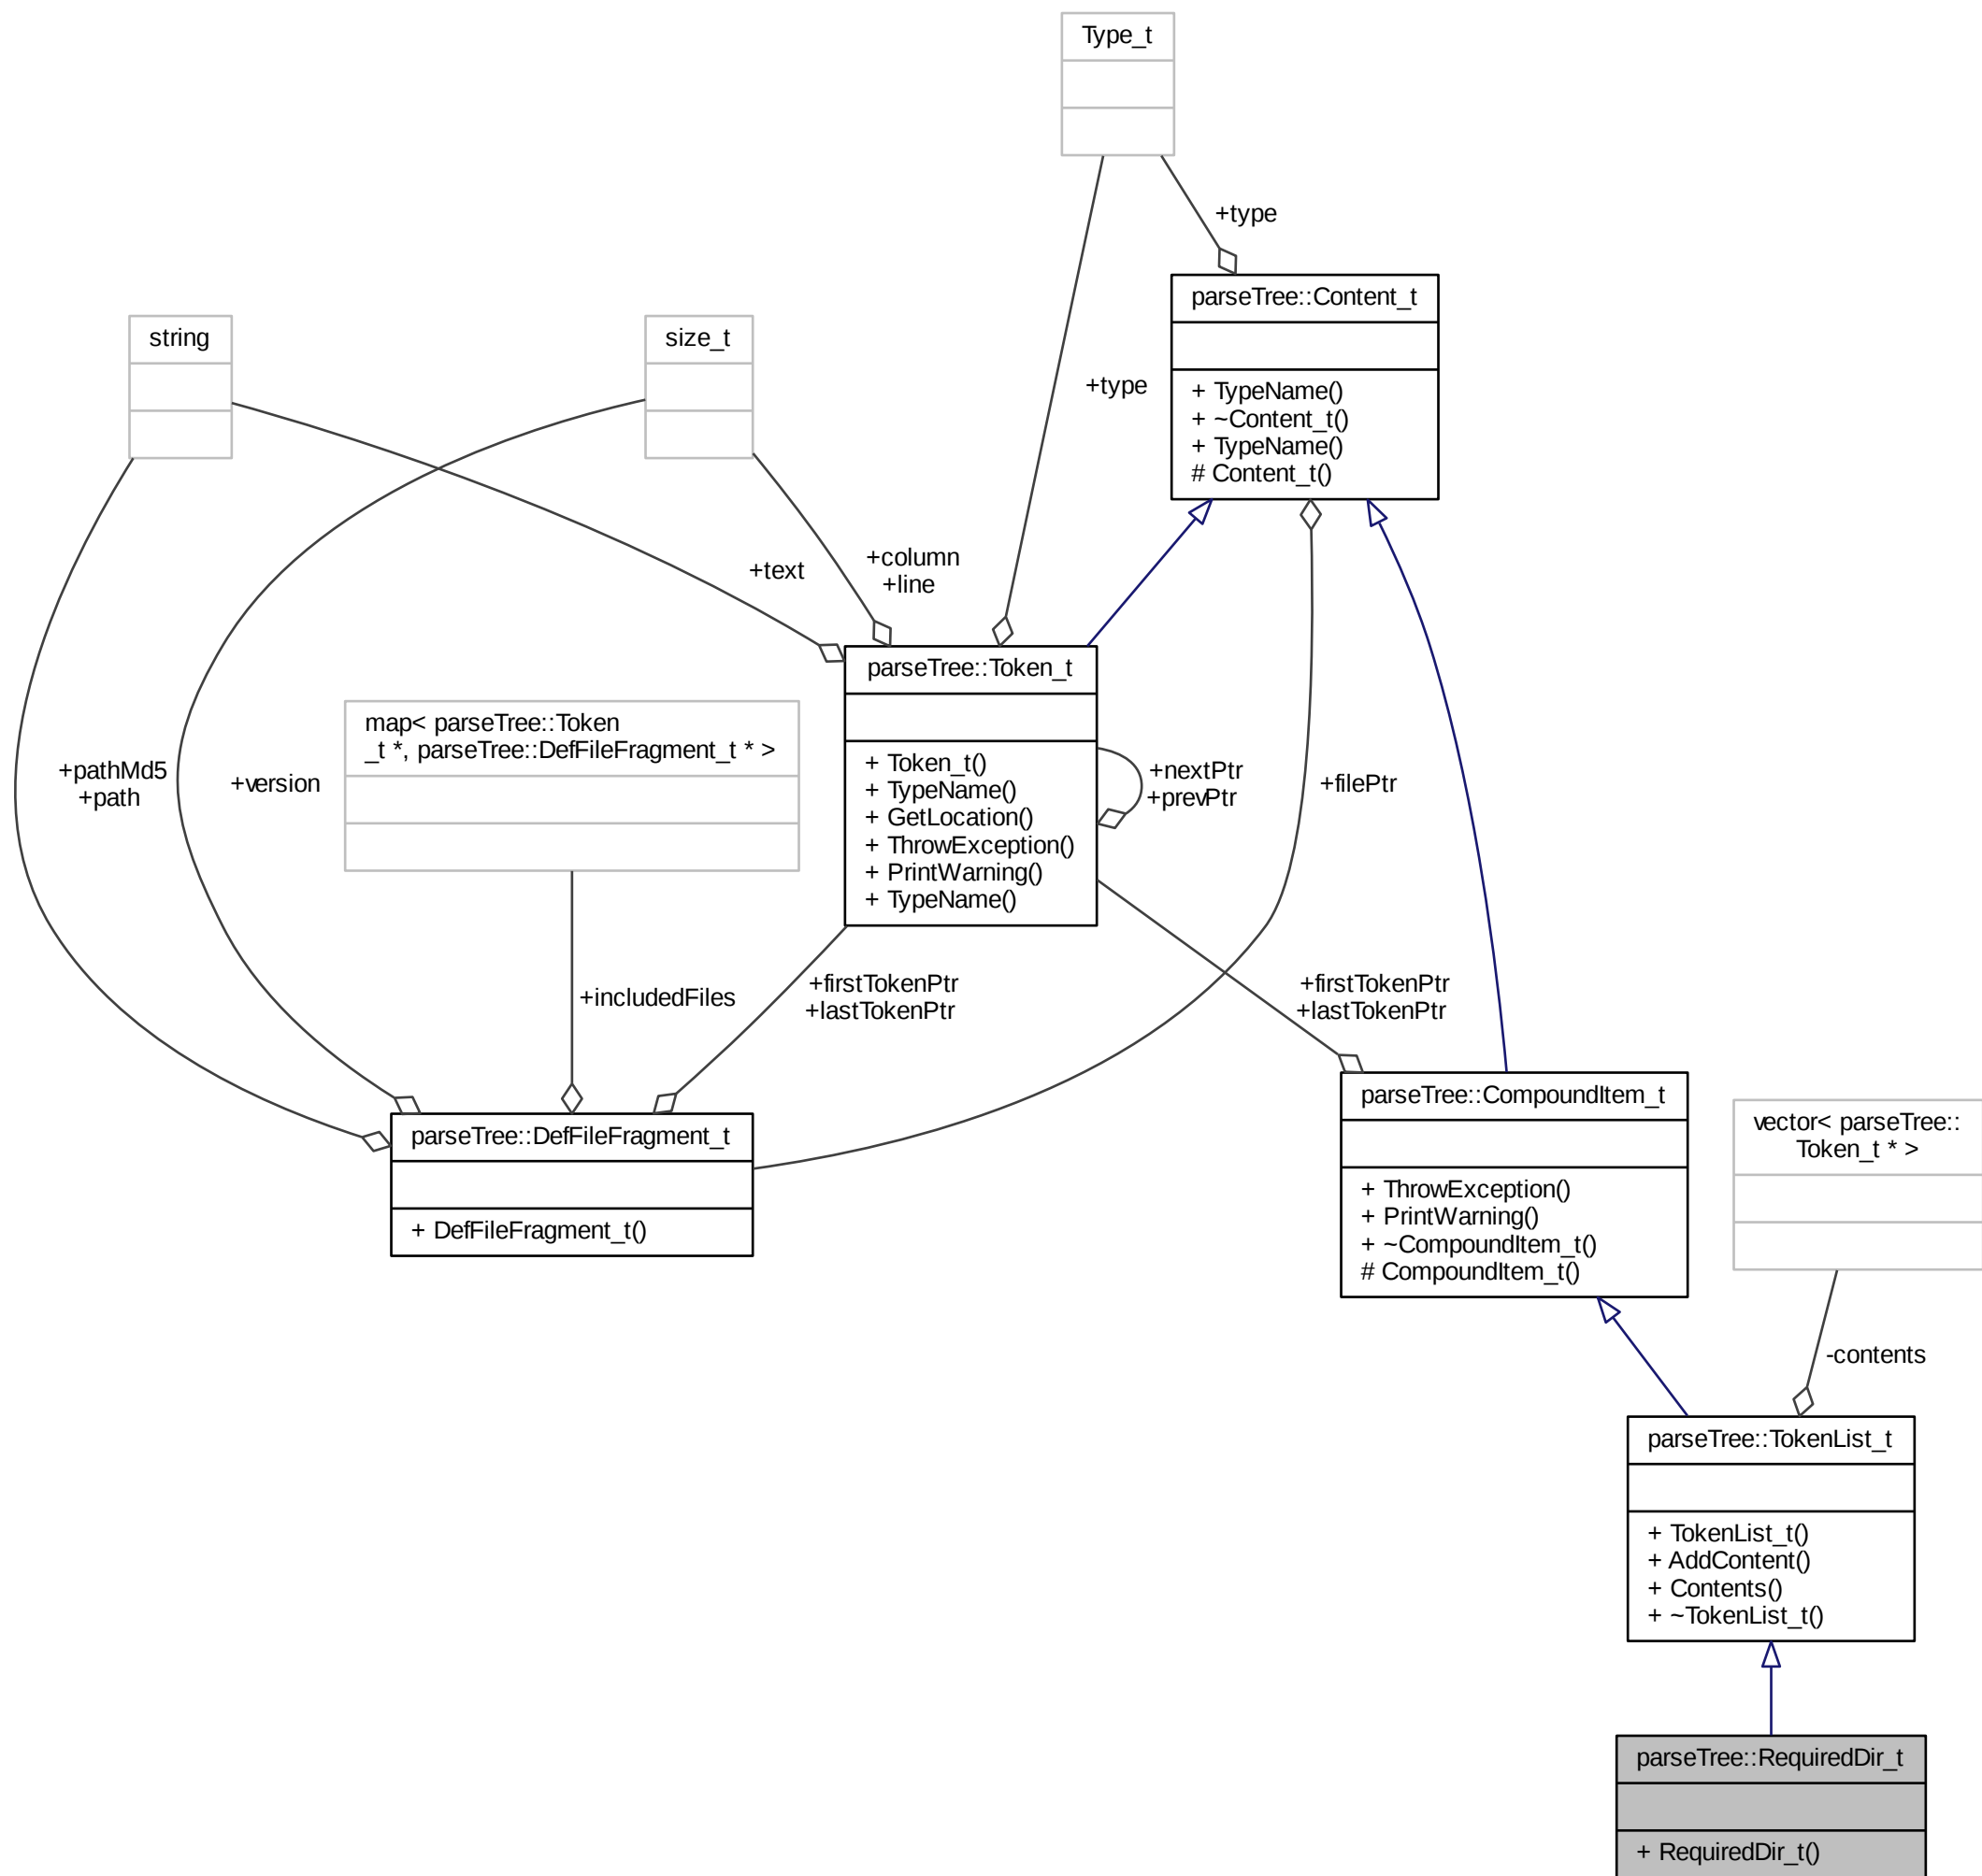 Type_t
+type
parseTree::Content_t
+ TypeName()
+ ~Content_t()
+ TypeName()
# Content_t()
string
size_t
+type
+text
+column
+line
parseTree::Token_t
+ Token_t()
+ TypeName()
+ GetLocation()
+ ThrowException()
+ PrintWarning()
+ TypeName()
map< parseTree::Token
_t *, parseTree::DefFileFragment_t * >
+pathMd5
+path
+version
+nextPtr
+prevPtr
+filePtr
+includedFiles
+firstTokenPtr
+lastTokenPtr
+firstTokenPtr
+lastTokenPtr
parseTree::DefFileFragment_t
+ DefFileFragment_t()
parseTree::CompoundItem_t
+ ThrowException()
+ PrintWarning()
+ ~CompoundItem_t()
# CompoundItem_t()
vector< parseTree::
Token_t * >
-contents
parseTree::TokenList_t
+ TokenList_t()
+ AddContent()
+ Contents()
+ ~TokenList_t()
parseTree::RequiredDir_t
+ RequiredDir_t()